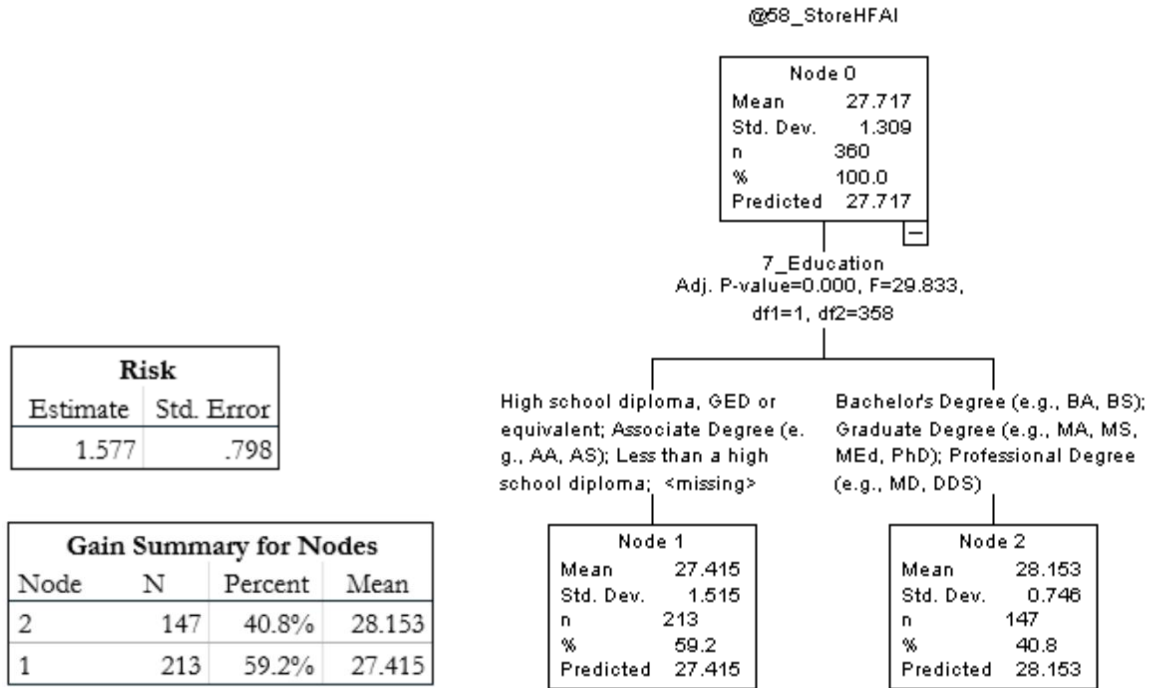 @58_StoreHFAI
Node 0
Mean 27.717
Std. Dev. 1.309
n 360
% 100.0
Predicted 27.717
7_Education
Adj. P-value=0.000, F=29.833,
df1=1, df2=358
High school diploma, GED or
equivalent; Associate Degree (e.
g., AA, AS); Less than a high
school diploma; <missing>
Bachelor's Degree (e.g., BA, BS);
Graduate Degree (e.g., MA, MS,
MEd, PhD); Professional Degree
(e.g., MD, DDS)
Node 1
Mean 27.415
Std. Dev. 1.515
n 213
% 59.2
Predicted 27.415
Node 2
Mean 28.153
Std. Dev. 0.746
n 147
% 40.8
Predicted 28.153
Risk
Estimate Std. Error
1.577 .798
Gain Summary for Nodes
Node N Percent Mean
2 147 40.8% 28.153
1 213 59.2% 27.415